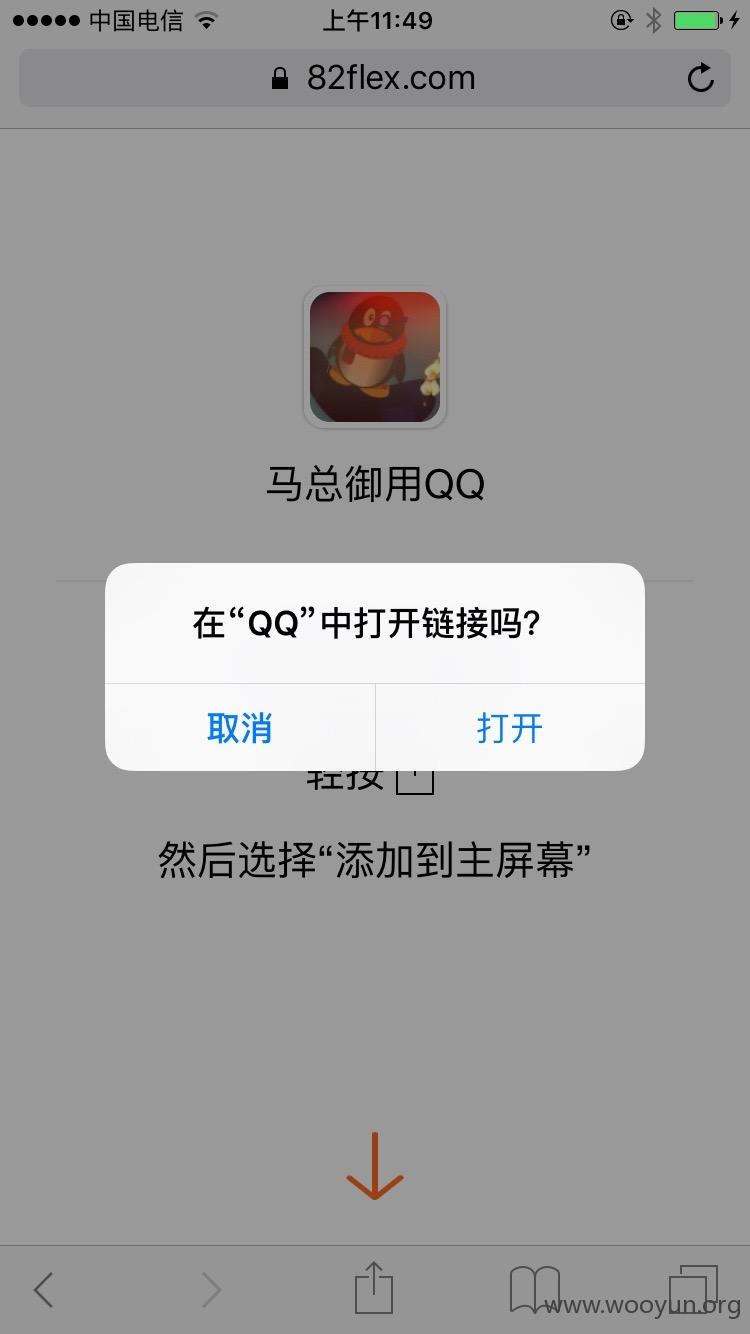 中国电信
上午11:49
82flex.com
马总御用QQ
在“QQ”中打开链接吗?
取消
打开
轻按
然后选择“添加到主屏幕”
www.wooyun.org